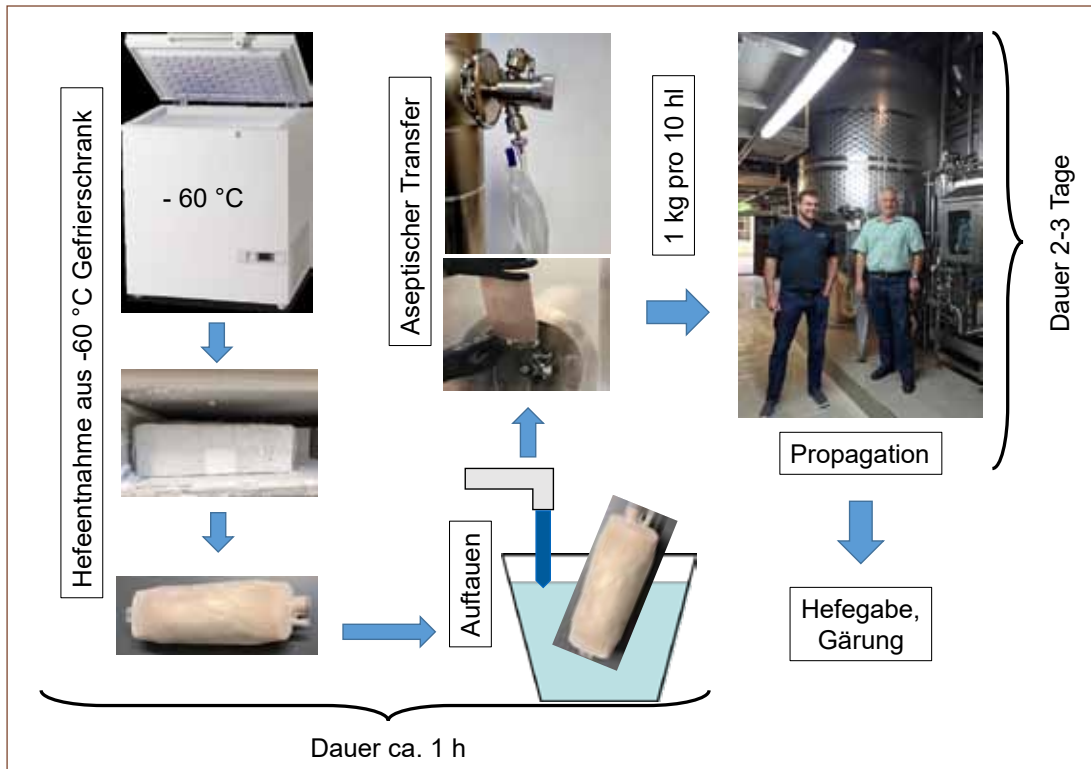 Hefeentnahme aus -60 °C Gefrierschrank
- 60 °C
Auftauen
Aseptischer Transfer
Dauer ca. 1 h
1 kg pro 10 hl
Propagation
Dauer 2-3 Tage
Hefegabe,
Gärung